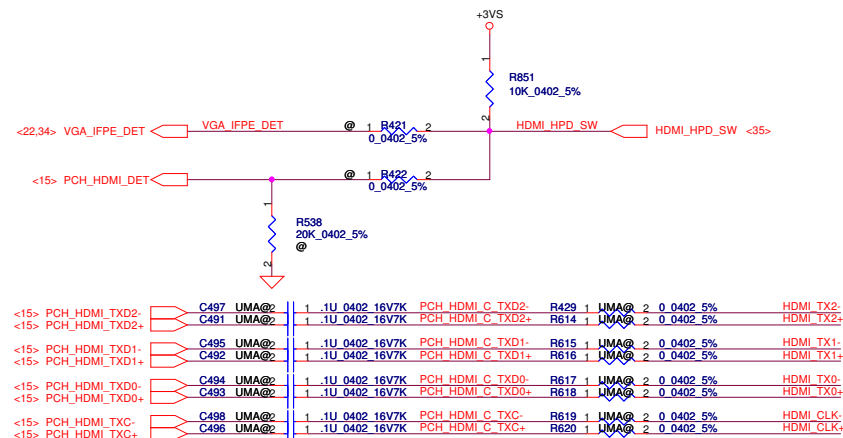 +3VS
1
R851
10K_0402_5%
2
<22,34> VGA_IFPE_DET VGA_IFPE_DET @ 1 R421 2 HDMI_HPD_SW HDMI_HPD_SW <35>
0_0402_5%
<15> PCH_HDMI_DET @ 1 R422 2
0_0402_5%
1
R538
20K_0402_5%
@
2
<15> PCH_HDMI_TXD2- C497 UMA@2 1 .1U_0402_16V7K PCH_HDMI_C_TXD2- R429 1 UMA@ 2 0_0402_5% HDMI_TX2-
<15> PCH_HDMI_TXD2+ C491 UMA@2 1 .1U_0402_16V7K PCH_HDMI_C_TXD2+ R614 1 UMA@ 2 0_0402_5% HDMI_TX2+
<15> PCH_HDMI_TXD1- C495 UMA@2 1 .1U_0402_16V7K PCH_HDMI_C_TXD1- R615 1 UMA@ 2 0_0402_5% HDMI_TX1-
<15> PCH_HDMI_TXD1+ C492 UMA@2 1 .1U_0402_16V7K PCH_HDMI_C_TXD1+ R616 1 UMA@ 2 0_0402_5% HDMI_TX1+
<15> PCH_HDMI_TXD0- C494 UMA@2 1 .1U_0402_16V7K PCH_HDMI_C_TXD0- R617 1 UMA@ 2 0_0402_5% HDMI_TX0-
<15> PCH_HDMI_TXD0+ C493 UMA@2 1 .1U_0402_16V7K PCH_HDMI_C_TXD0+ R618 1 UMA@ 2 0_0402_5% HDMI_TX0+
<15> PCH_HDMI_TXC- C498 UMA@2 1 .1U_0402_16V7K PCH_HDMI_C_TXC- R619 1 UMA@ 2 0_0402_5% HDMI_CLK-
<15> PCH_HDMI_TXC+ C496 UMA@2 1 .1U_0402_16V7K PCH_HDMI_C_TXC+ R620 1 UMA@ 2 0_0402_5% HDMI_CLK+